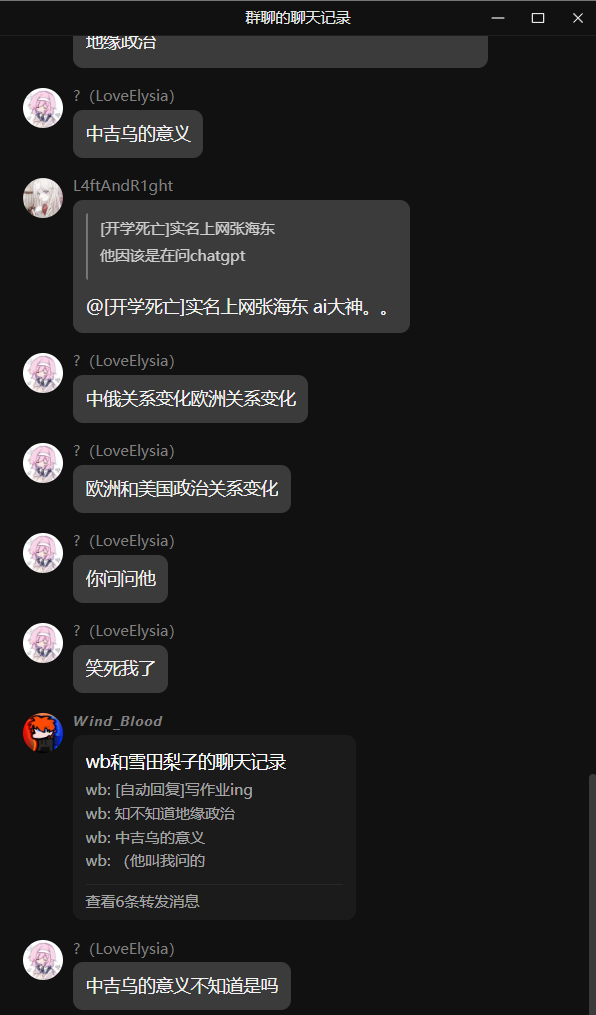 群聊的聊天记录
地缘政治
？(LoveElysia)
中吉乌的意义
L4ftAndR1ght
[开学死亡]实名上网张海东
他因该是在问chatgpt
@[开学死亡]实名上网张海东 ai大神。。
？(LoveElysia)
中俄关系变化欧洲关系变化
？(LoveElysia)
欧洲和美国政治关系变化
？(LoveElysia)
你问问他
？(LoveElysia)
笑死我了
Wind_Blood
wb和雪田梨子的聊天记录
wb: [自动回复]写作业ing
wb: 知不知道地缘政治
wb: 中吉乌的意义
wb: （他叫我问的
查看6条转发消息
？(LoveElysia)
中吉乌的意义不知道是吗